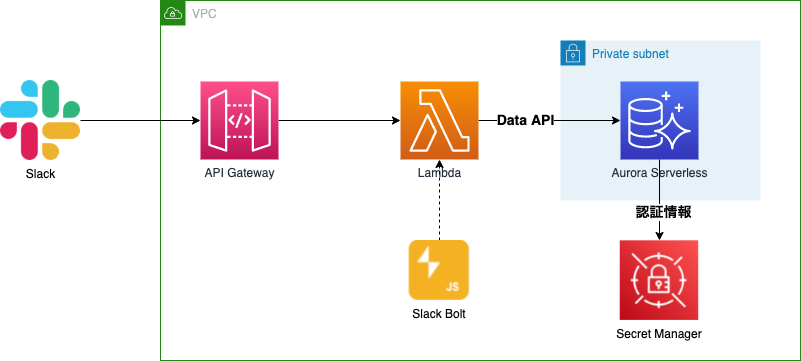 VPC
Private subnet
Data API
Slack
API Gateway
Lambda
Aurora Serverless
認証情報
JS
Slack Bolt
Secret Manager